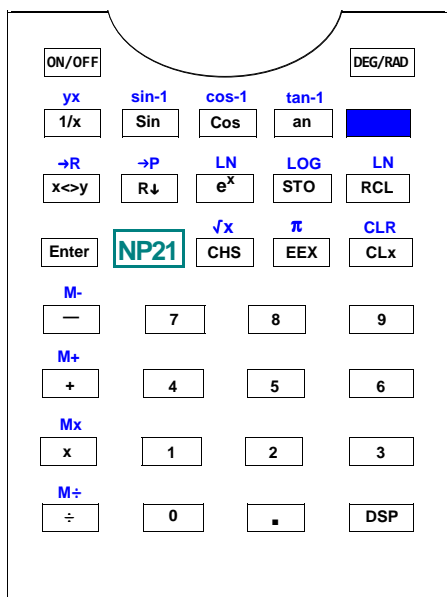 ON/OFF DEG/RAD
yx sin-1 cos-1 tan-1
1/x Sin Cos an
→R →P LN LOG LN
x<>y R↓ eˣ STO RCL
√x π CLR
Enter NP21 CHS EEX CLx
M-
— 7 8 9
M+
+ 4 5 6
Mx
x 1 2 3
M÷
÷ 0 . DSP